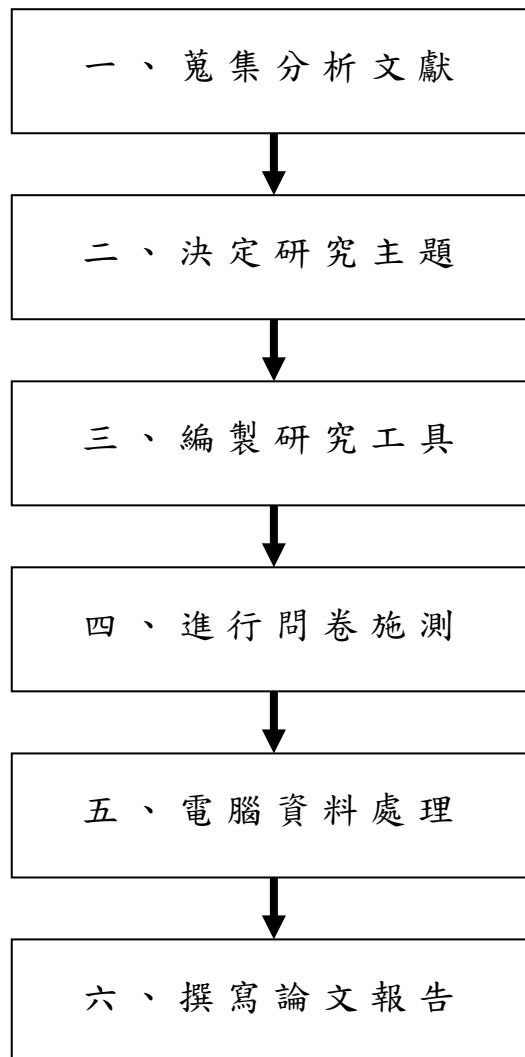 一、蒐集分析文獻
二、決定研究主題
三、編製研究工具
四、進行問卷施測
五、電腦資料處理
六、撰寫論文報告